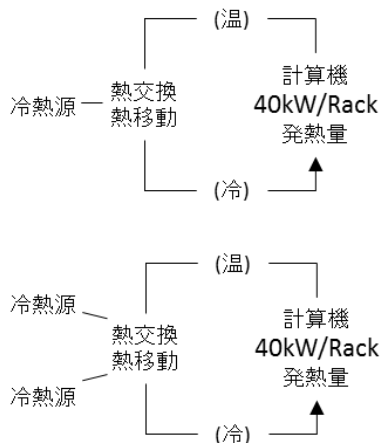 (温)
冷熱源
熱交換
熱移動
計算機
40kW/Rack
発熱量
(冷)
(温)
冷熱源
冷熱源
熱交換
熱移動
計算機
40kW/Rack
発熱量
(冷)